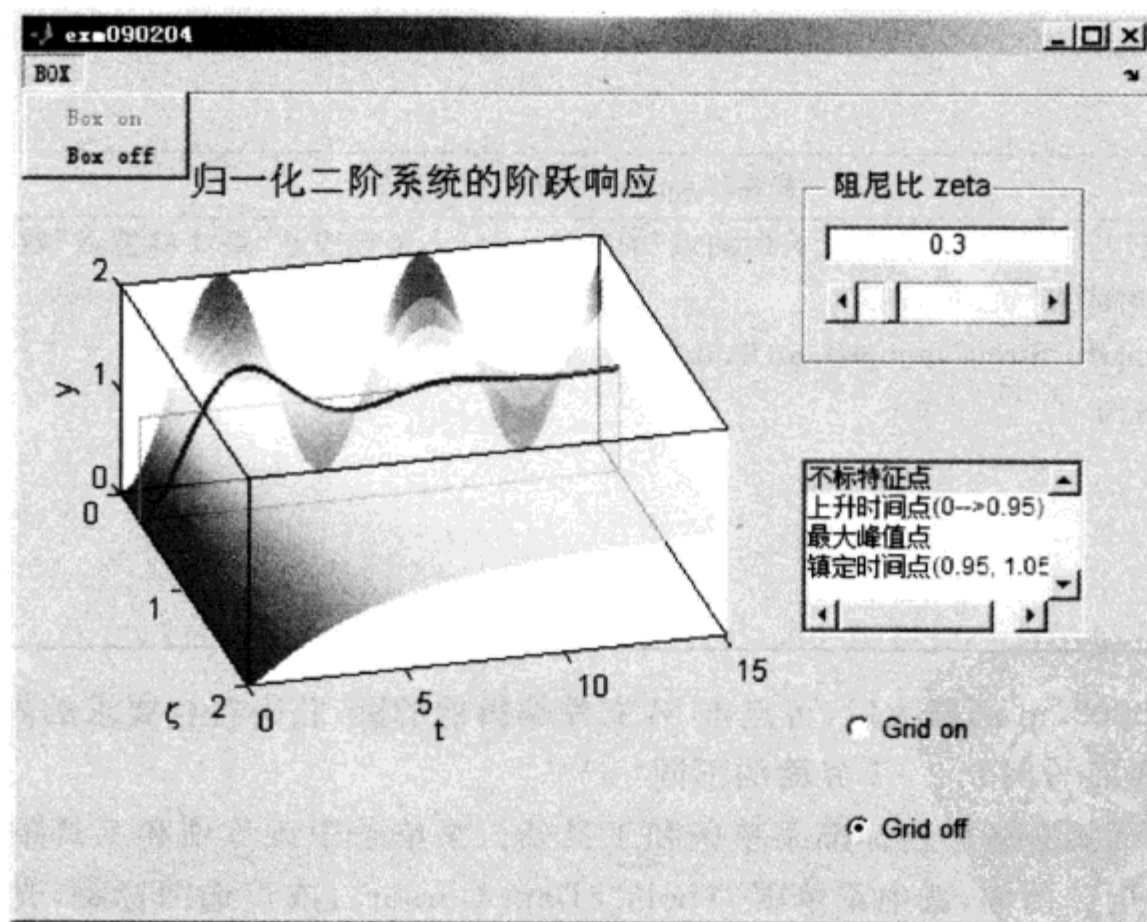 exm090204
BOX
Box on
Box off
归一化二阶系统的阶跃响应
阻尼比 zeta
0.3
2
1
0
y
0
1
2
ζ
0
5
10
15
t
不标特征点
上升时间点(0-->0.95)
最大峰值点
镇定时间点(0.95, 1.05
Grid on
Grid off